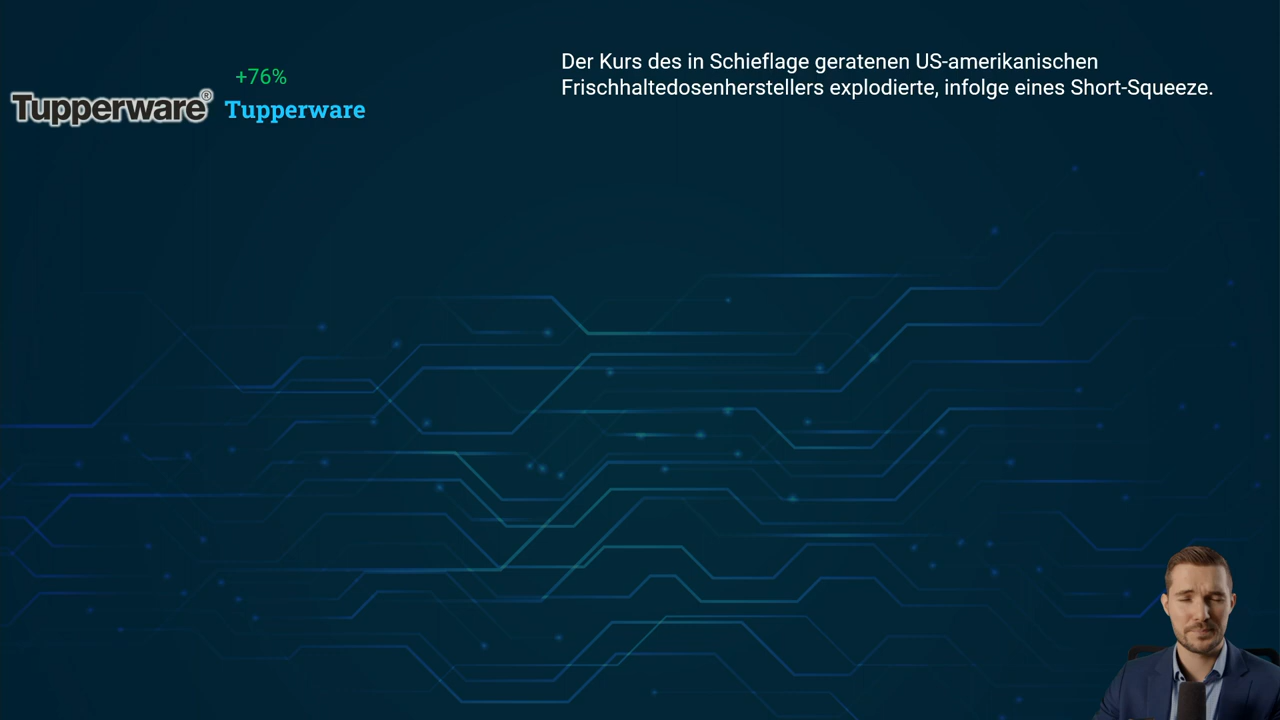 +76%
Tupperware®
Tupperware
Der Kurs des in Schieflage geratenen US-amerikanischen
Frischhaltedosenherstellers explodierte, infolge eines Short-Squeeze.